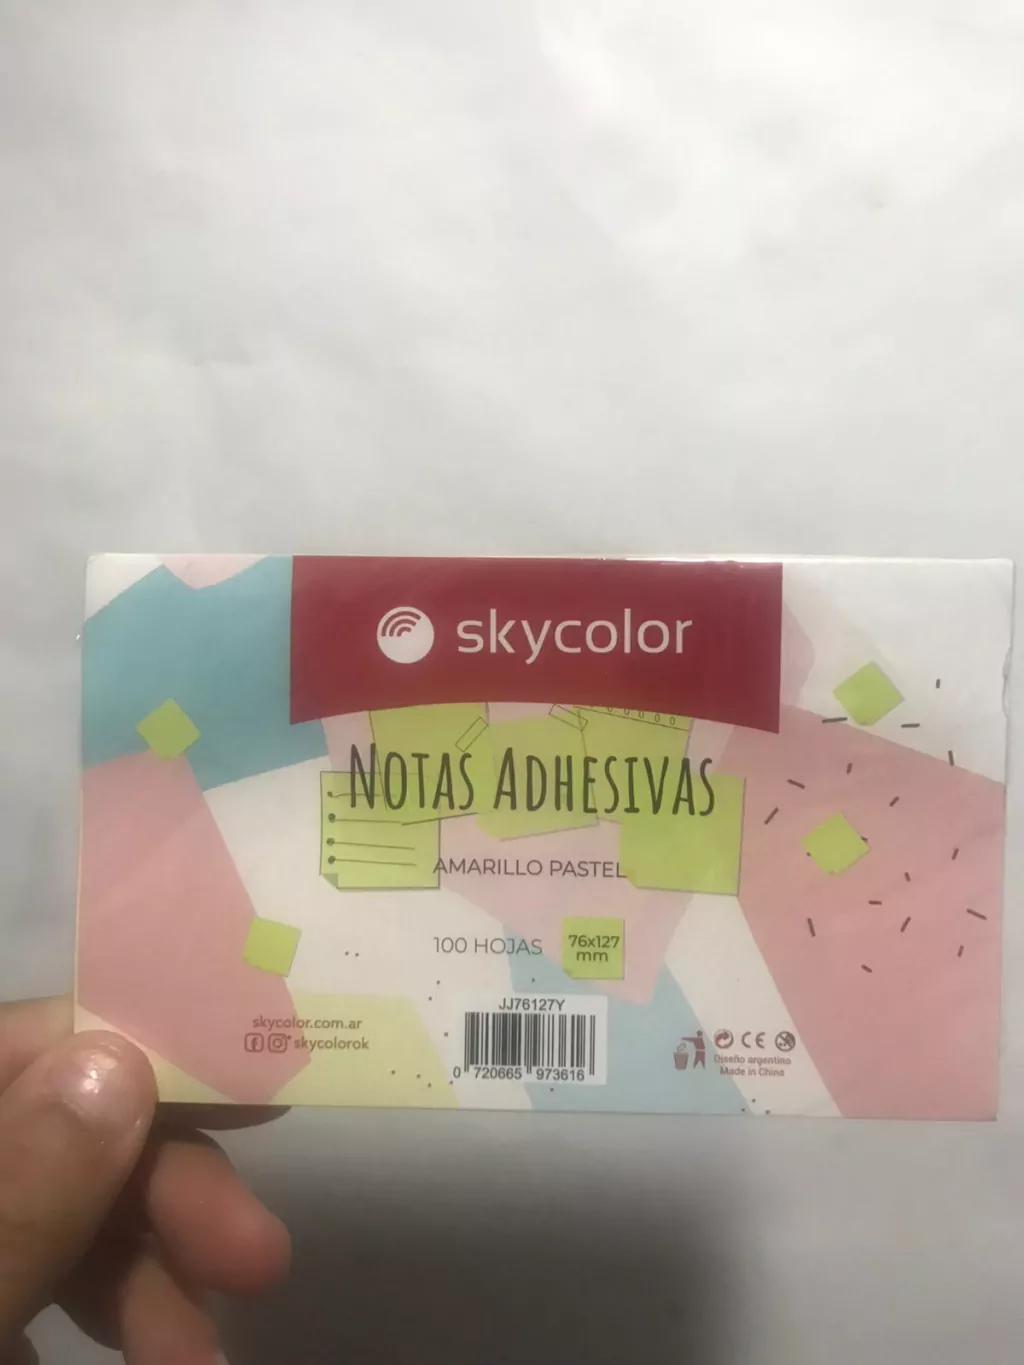 skycolor
NOTAS ADHESIVAS
AMARILLO PASTEL
100 HOJAS
76x127
mm
JJ76127Y
0 720665 973616
skycolor.com.ar
skycolorok
CE
Diseño argentino
Made in China